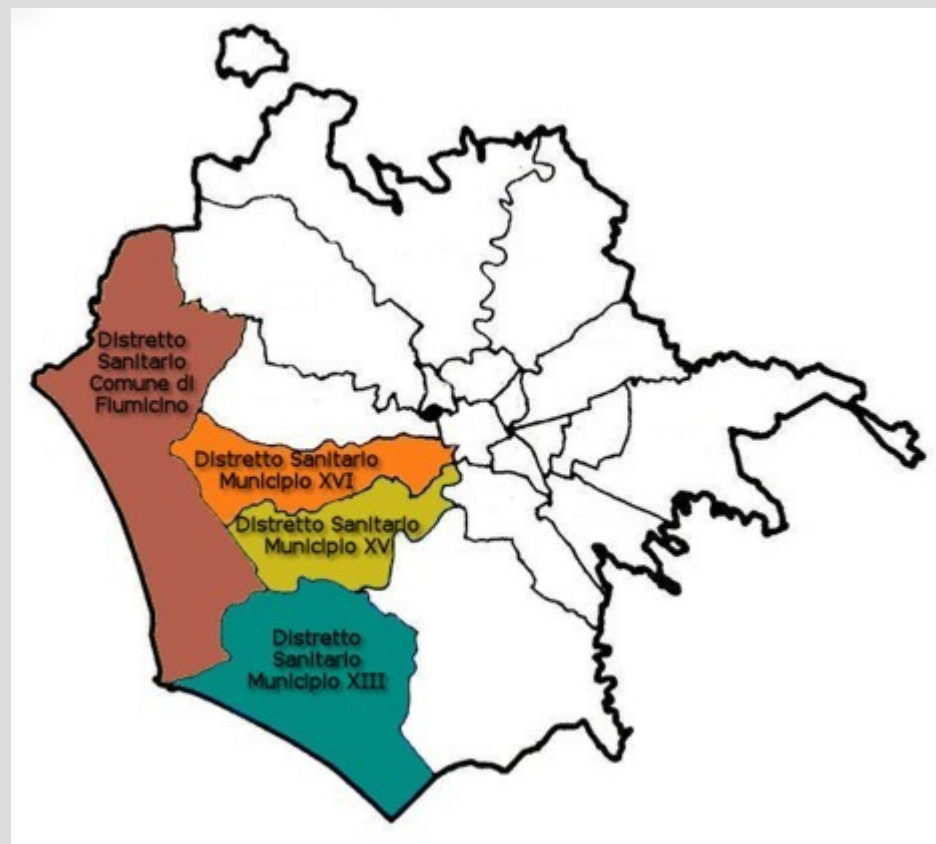 Distretto
Sanitario
Comune di
Fiumicino
Distretto Sanitario
Municipio XVI
Distretto Sanitario
Municipio XV
Distretto
Sanitario
Municipio XIII